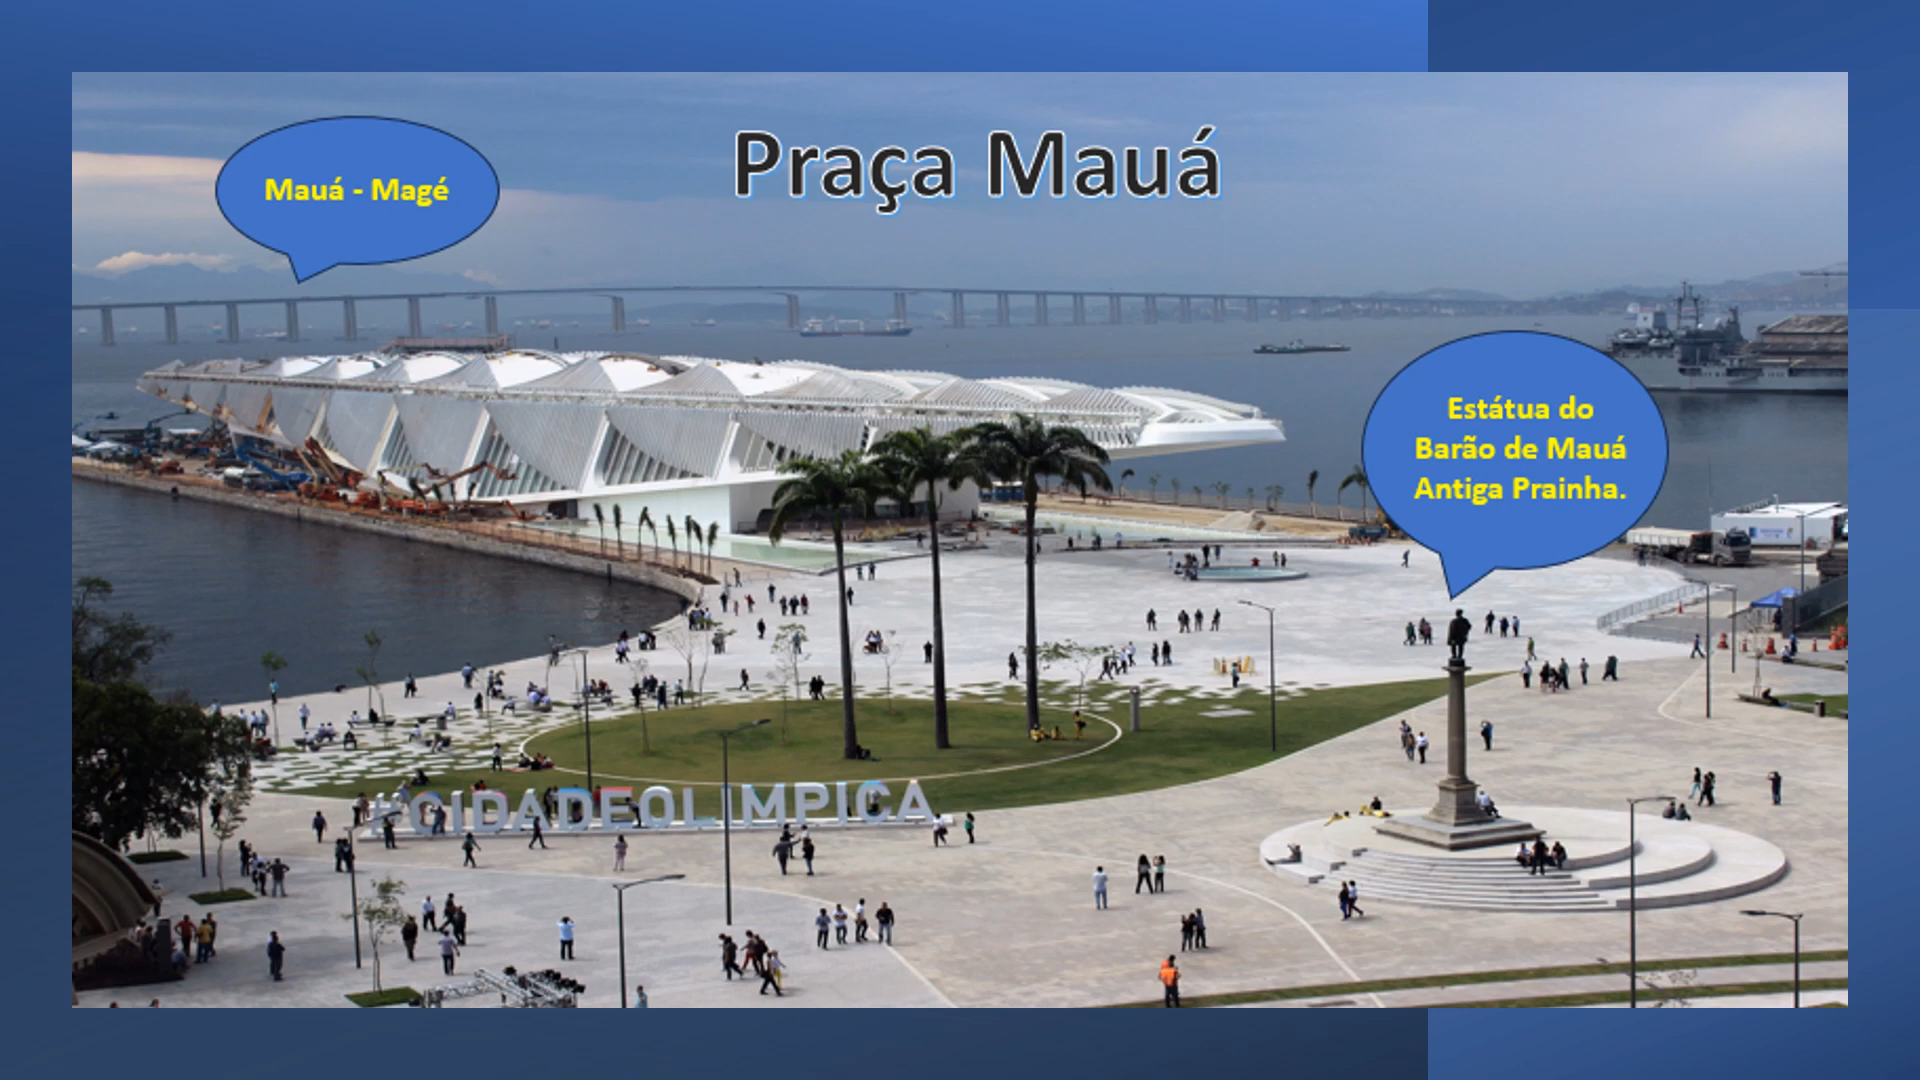 Praça Mauá
Mauá - Magé
Estátua do
Barão de Mauá
Antiga Prainha.
#CIDADEOLIMPICA